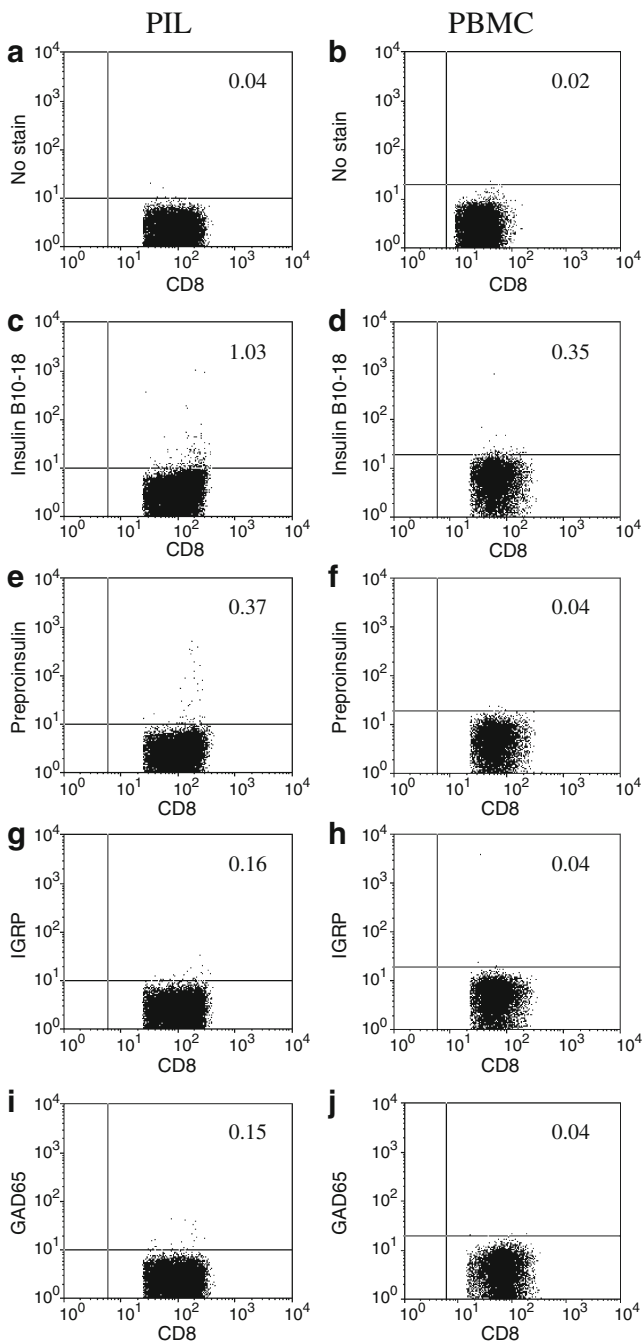 PIL PBMC
a b
0.04 0.02
No stain No stain
10⁴ 10³ 10² 10¹ 10⁰
10⁴ 10³ 10² 10¹ 10⁰
10⁰ 10¹ 10² 10³ 10⁴
10⁰ 10¹ 10² 10³ 10⁴
CD8 CD8
c d
1.03 0.35
Insulin B10-18 Insulin B10-18
10⁴ 10³ 10² 10¹ 10⁰
10⁴ 10³ 10² 10¹ 10⁰
10⁰ 10¹ 10² 10³ 10⁴
10⁰ 10¹ 10² 10³ 10⁴
CD8 CD8
e f
0.37 0.04
Preproinsulin Preproinsulin
10⁴ 10³ 10² 10¹ 10⁰
10⁴ 10³ 10² 10¹ 10⁰
10⁰ 10¹ 10² 10³ 10⁴
10⁰ 10¹ 10² 10³ 10⁴
CD8 CD8
g h
0.16 0.04
IGRP IGRP
10⁴ 10³ 10² 10¹ 10⁰
10⁴ 10³ 10² 10¹ 10⁰
10⁰ 10¹ 10² 10³ 10⁴
10⁰ 10¹ 10² 10³ 10⁴
CD8 CD8
i j
0.15 0.04
GAD65 GAD65
10⁴ 10³ 10² 10¹ 10⁰
10⁴ 10³ 10² 10¹ 10⁰
10⁰ 10¹ 10² 10³ 10⁴
10⁰ 10¹ 10² 10³ 10⁴
CD8 CD8